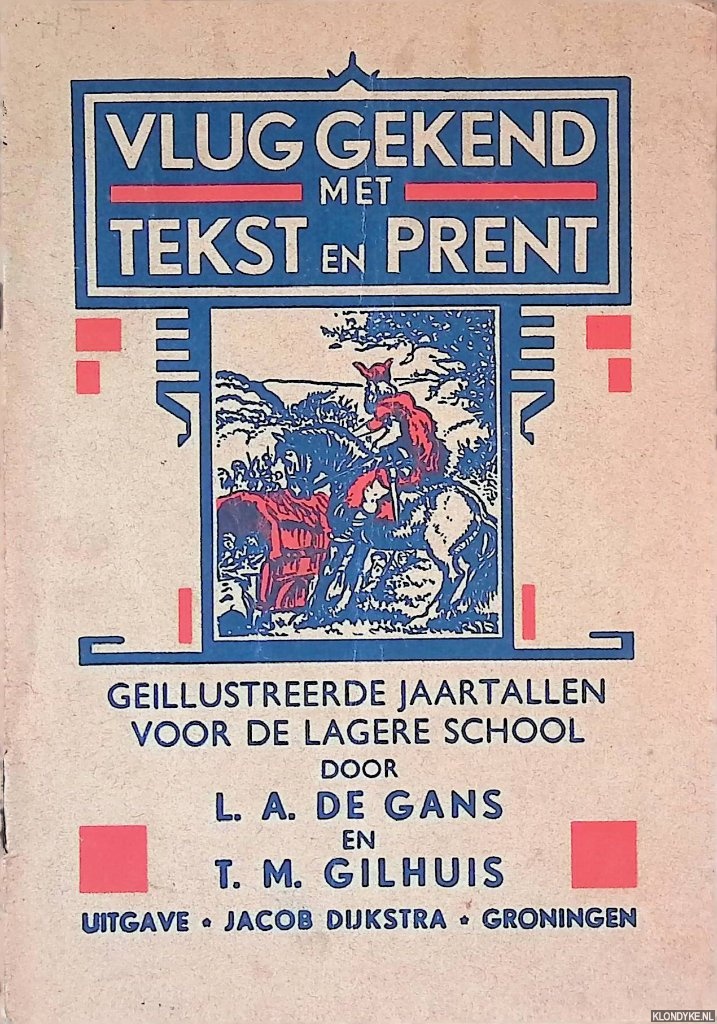 VLUG GEKEND
MET
TEKST EN PRENT
GEILLUSTREERDE JAARTALLEN
VOOR DE LAGERE SCHOOL
DOOR
L. A. DE GANS
EN
T. M. GILHUIS
UITGAVE * JACOB DIJKSTRA * GRONINGEN
KLONDYKE.NL